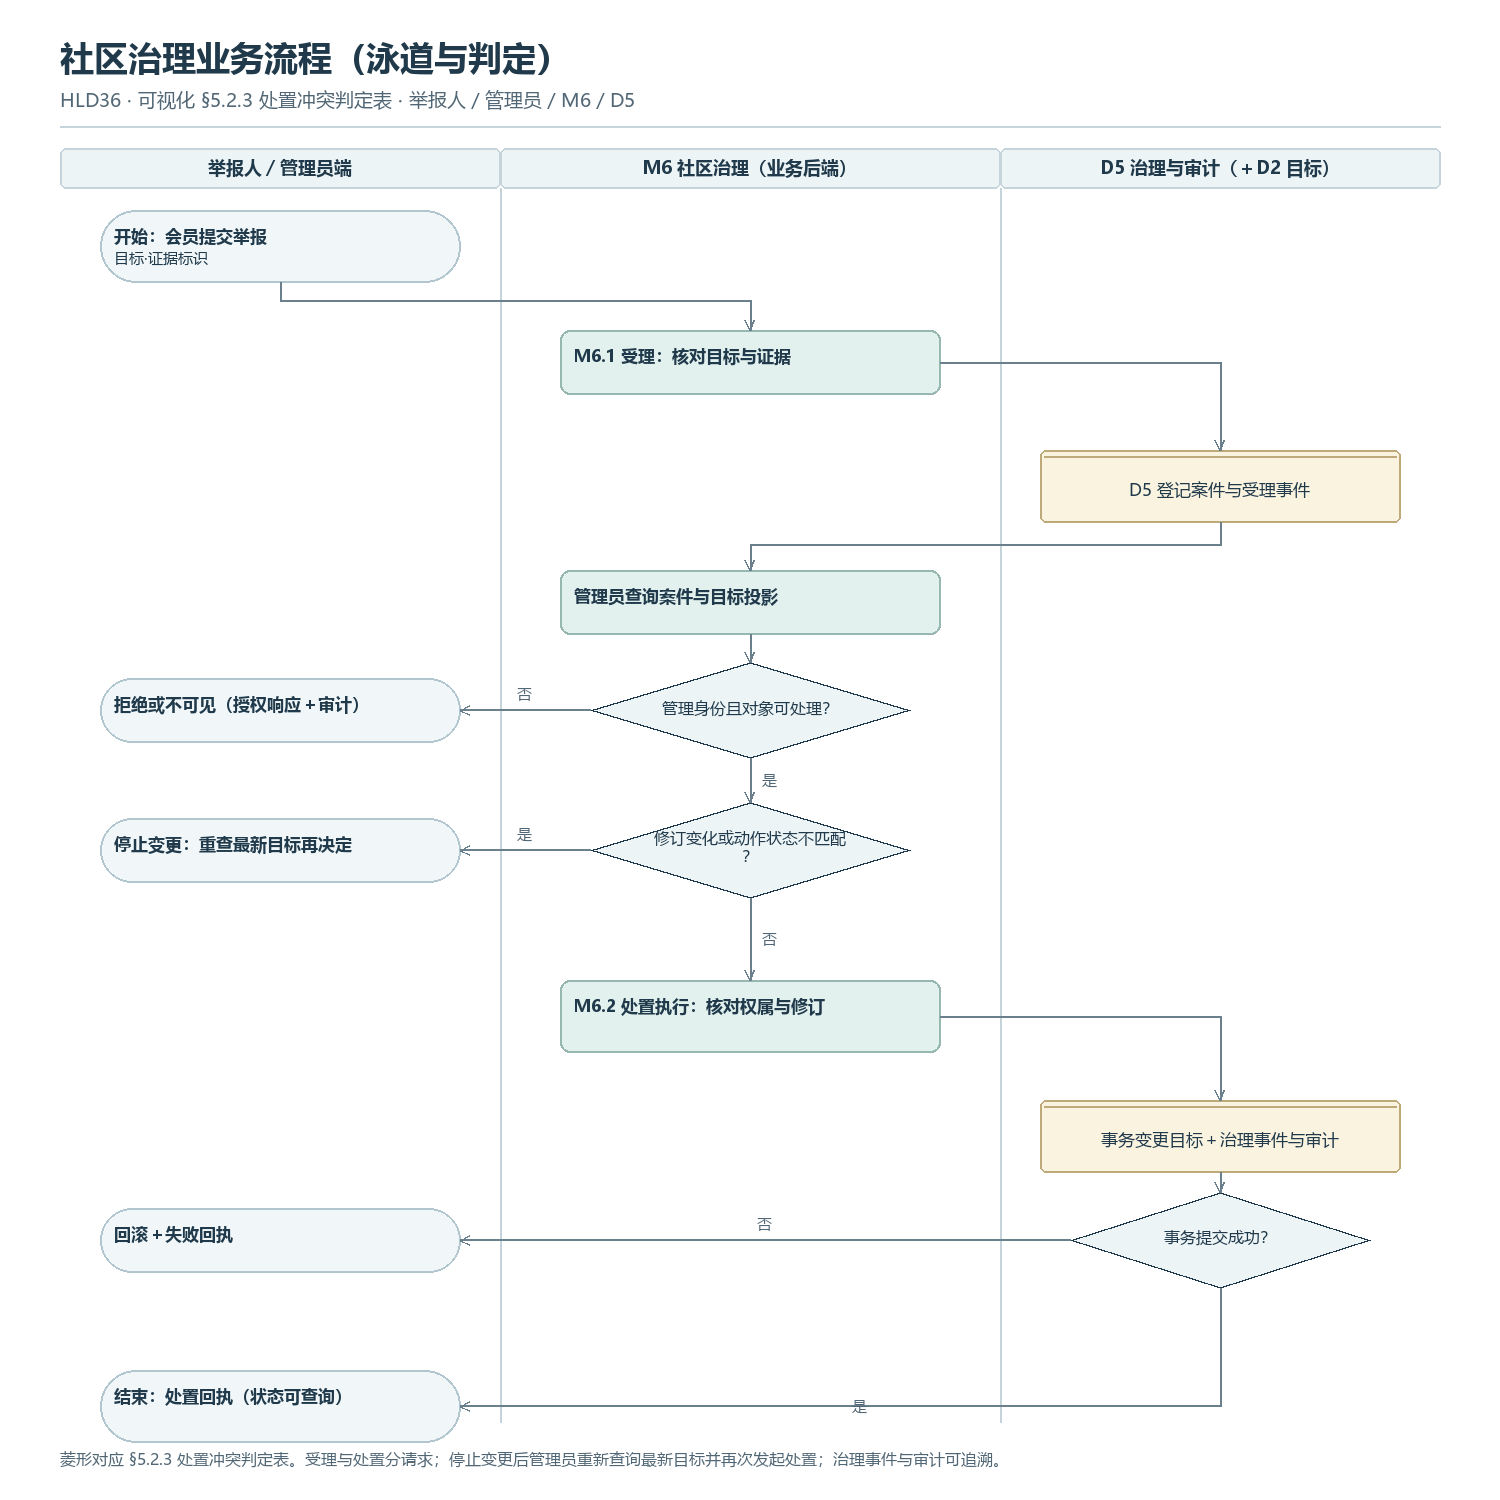 社区治理业务流程（泳道与判定）
HLD36 · 可视化 §5.2.3 处置冲突判定表 · 举报人 / 管理员 / M6 / D5
举报人 / 管理员端
M6 社区治理（业务后端）
D5 治理与审计（+ D2 目标）
开始：会员提交举报
目标·证据标识
M6.1 受理：核对目标与证据
D5 登记案件与受理事件
管理员查询案件与目标投影
拒绝或不可见（授权响应 + 审计）
否
管理身份且对象可处理？
是
停止变更：重查最新目标再决定
是
修订变化或动作状态不匹配
？
否
M6.2 处置执行：核对权属与修订
事务变更目标 + 治理事件与审计
回滚 + 失败回执
否
事务提交成功？
结束：处置回执（状态可查询）
是
菱形对应 §5.2.3 处置冲突判定表。受理与处置分请求；停止变更后管理员重新查询最新目标并再次发起处置；治理事件与审计可追溯。